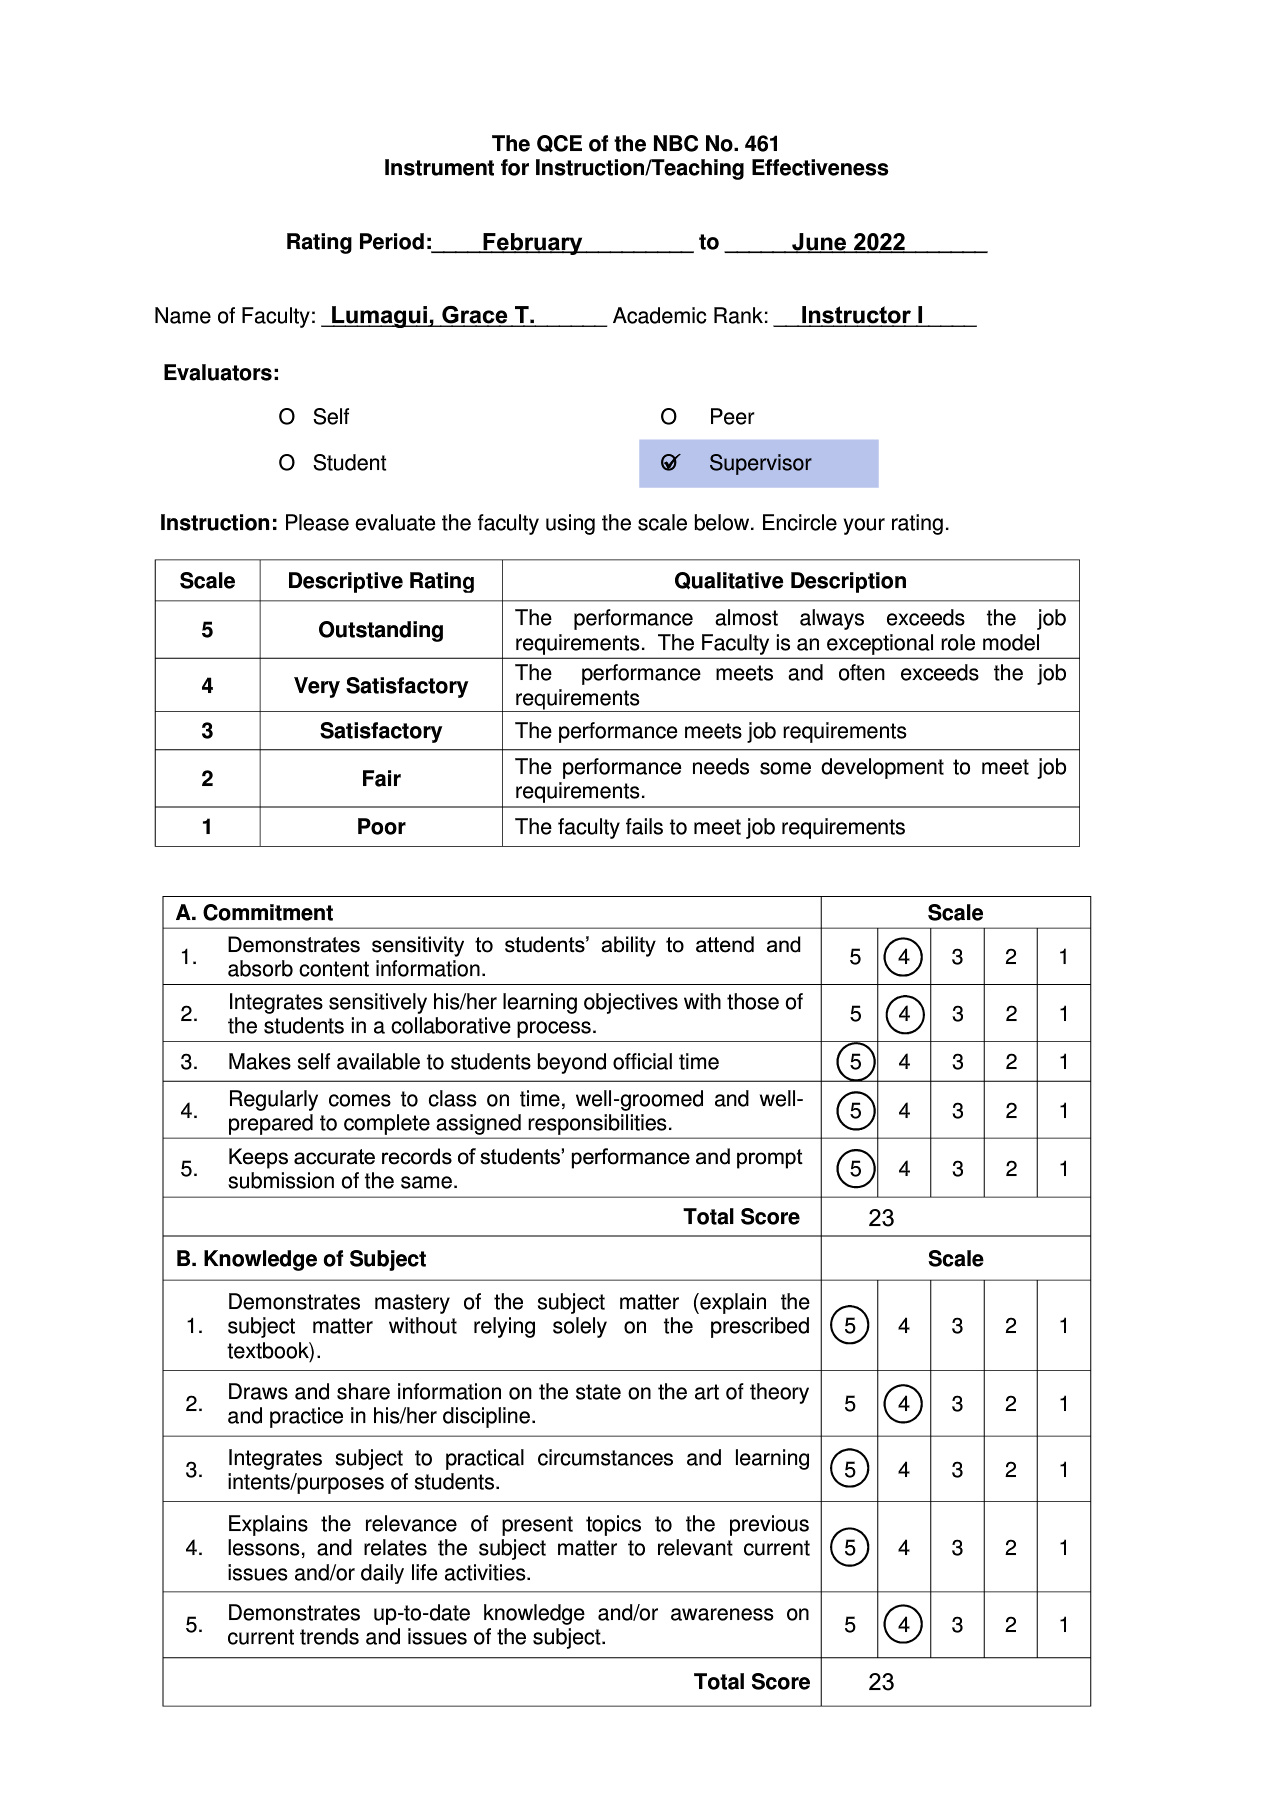 The QCE of the NBC No. 461
Instrument for Instruction/Teaching Effectiveness
Rating Period:____February_________ to _____June 2022______
Name of Faculty: _Lumagui, Grace T.______ Academic Rank: __Instructor I____
Evaluators:
O Self O Peer
O Student O Supervisor
Instruction: Please evaluate the faculty using the scale below. Encircle your rating.
Scale Descriptive Rating Qualitative Description
5 Outstanding The performance almost always exceeds the job
requirements. The Faculty is an exceptional role model
4 Very Satisfactory The performance meets and often exceeds the job
requirements
3 Satisfactory The performance meets job requirements
2 Fair The performance needs some development to meet job
requirements.
1 Poor The faculty fails to meet job requirements
A. Commitment Scale
1. Demonstrates sensitivity to students’ ability to attend and
absorb content information. 5 4 3 2 1
2. Integrates sensitively his/her learning objectives with those of
the students in a collaborative process. 5 4 3 2 1
3. Makes self available to students beyond official time 5 4 3 2 1
4. Regularly comes to class on time, well-groomed and well-
prepared to complete assigned responsibilities. 5 4 3 2 1
5. Keeps accurate records of students’ performance and prompt
submission of the same. 5 4 3 2 1
Total Score 23
B. Knowledge of Subject Scale
Demonstrates mastery of the subject matter (explain the
1. subject matter without relying solely on the prescribed 5 4 3 2 1
textbook).
2. Draws and share information on the state on the art of theory
and practice in his/her discipline. 5 4 3 2 1
3. Integrates subject to practical circumstances and learning
intents/purposes of students. 5 4 3 2 1
Explains the relevance of present topics to the previous
4. lessons, and relates the subject matter to relevant current 5 4 3 2 1
issues and/or daily life activities.
5. Demonstrates up-to-date knowledge and/or awareness on
current trends and issues of the subject. 5 4 3 2 1
Total Score 23